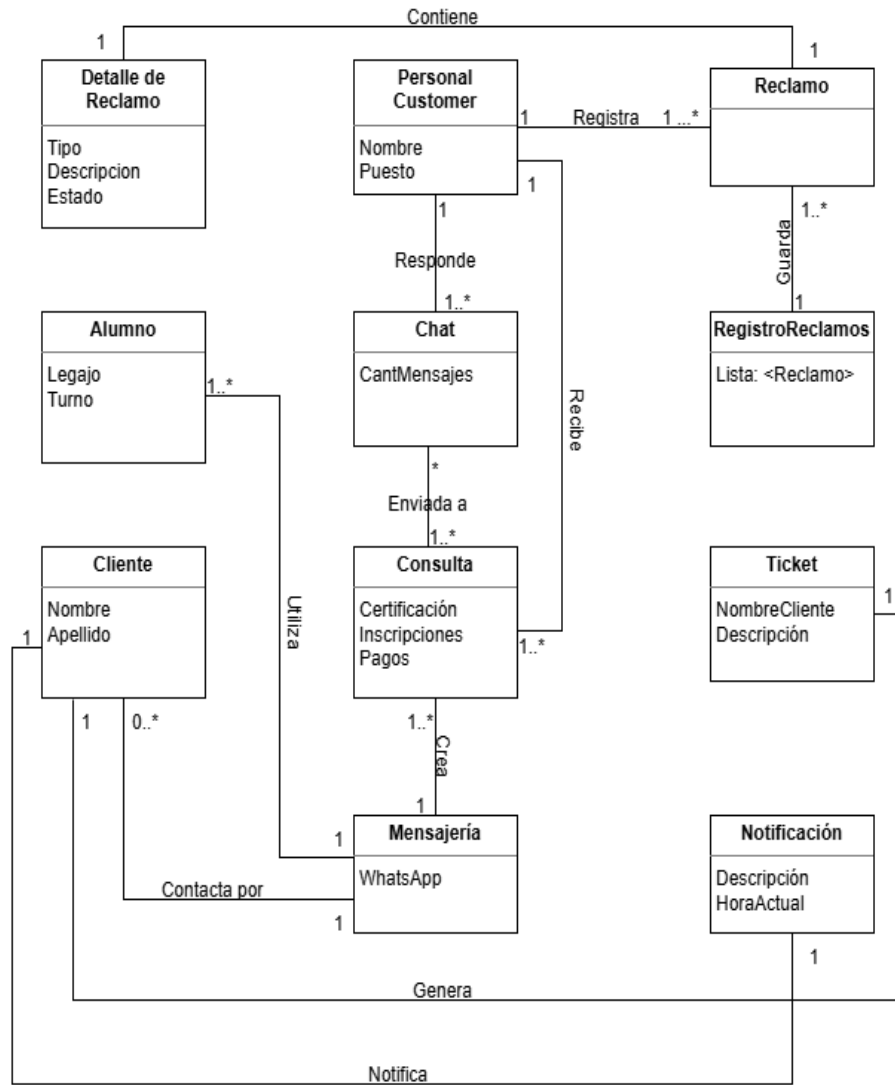 Contiene
1
1
Detalle de
Reclamo
Tipo
Descripcion
Estado
Personal
Customer
Nombre
Puesto
1
Registra
1 ...*
1
Reclamo
1
Responde
1..*
1..*
Guarda
1
Alumno
Legajo
Turno
1..*
Chat
CantMensajes
Recibe
RegistroReclamos
Lista: <Reclamo>
*
Enviada a
1..*
Cliente
Nombre
Apellido
1
Utiliza
Consulta
Certificación
Inscripciones
Pagos
1..*
Ticket
NombreCliente
Descripción
1
1
0..*
1..*
Crea
1
1
Mensajería
WhatsApp
Contacta por
1
Notificación
Descripción
HoraActual
1
Genera
Notifica